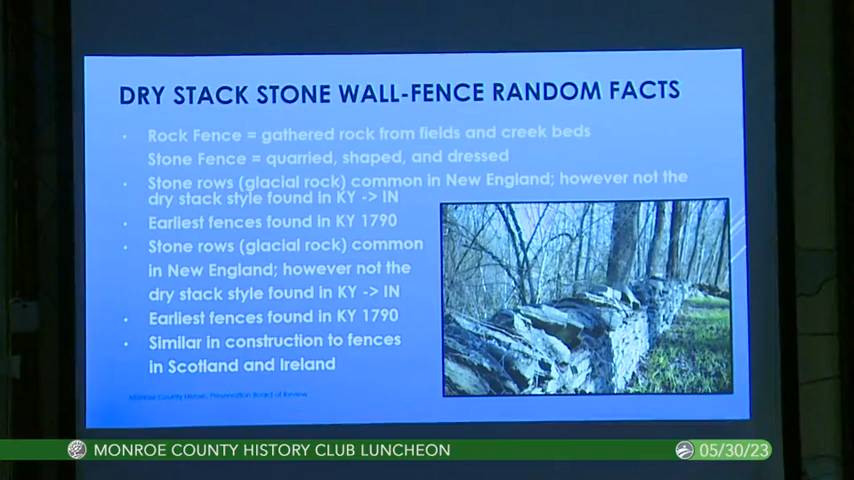 DRY STACK STONE WALL-FENCE RANDOM FACTS
• Rock Fence = gathered rock from fields and creek beds
Stone Fence = quarried, shaped, and dressed
• Stone rows (glacial rock) common in New England; however not the
dry stack style found in KY -> IN
• Earliest fences found in KY 1790
• Stone rows (glacial rock) common
in New England; however not the
dry stack style found in KY -> IN
• Earliest fences found in KY 1790
• Similar in construction to fences
in Scotland and Ireland
Monroe County Historic Preservation Board of Review
MONROE COUNTY HISTORY CLUB LUNCHEON
05/30/23